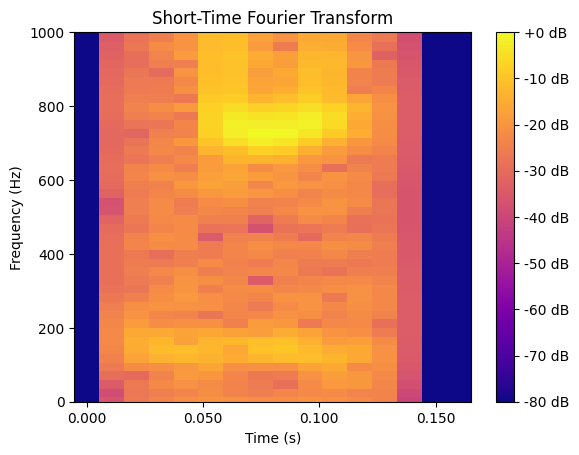 Short-Time Fourier Transform
Frequency (Hz)
1000
800
600
400
200
0
0.000
0.050
0.100
0.150
Time (s)
+0 dB
-10 dB
-20 dB
-30 dB
-40 dB
-50 dB
-60 dB
-70 dB
-80 dB